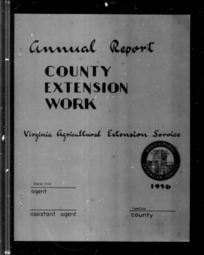 Annual Report
COUNTY
EXTENSION
WORK
Virginia Agricultural Extension Service
1956
agent
assistant agent
county